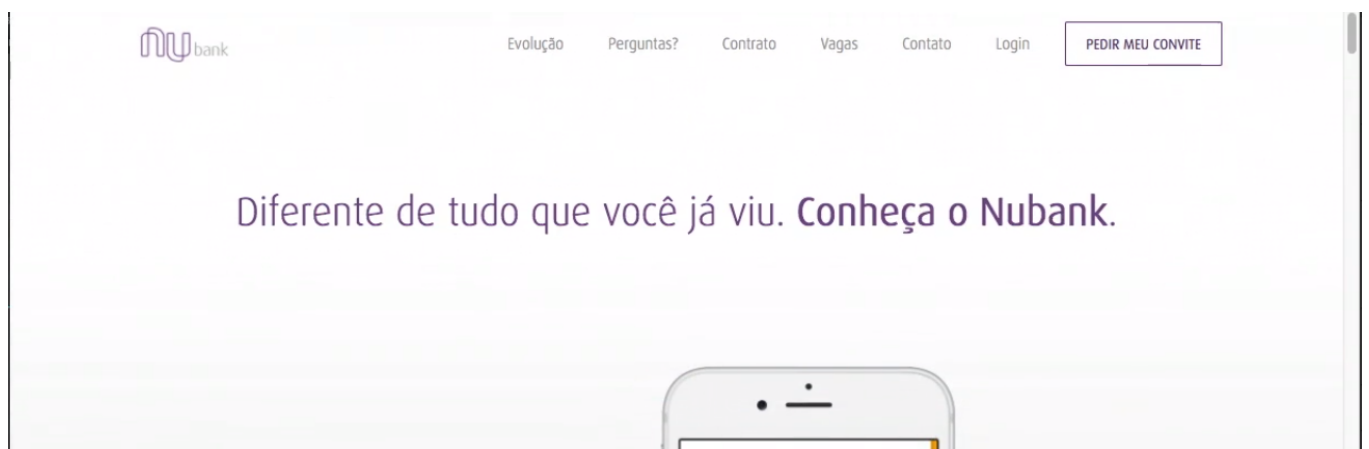 nu bank
Evolução Perguntas? Contrato Vagas Contato Login PEDIR MEU CONVITE
Diferente de tudo que você já viu. Conheça o Nubank.